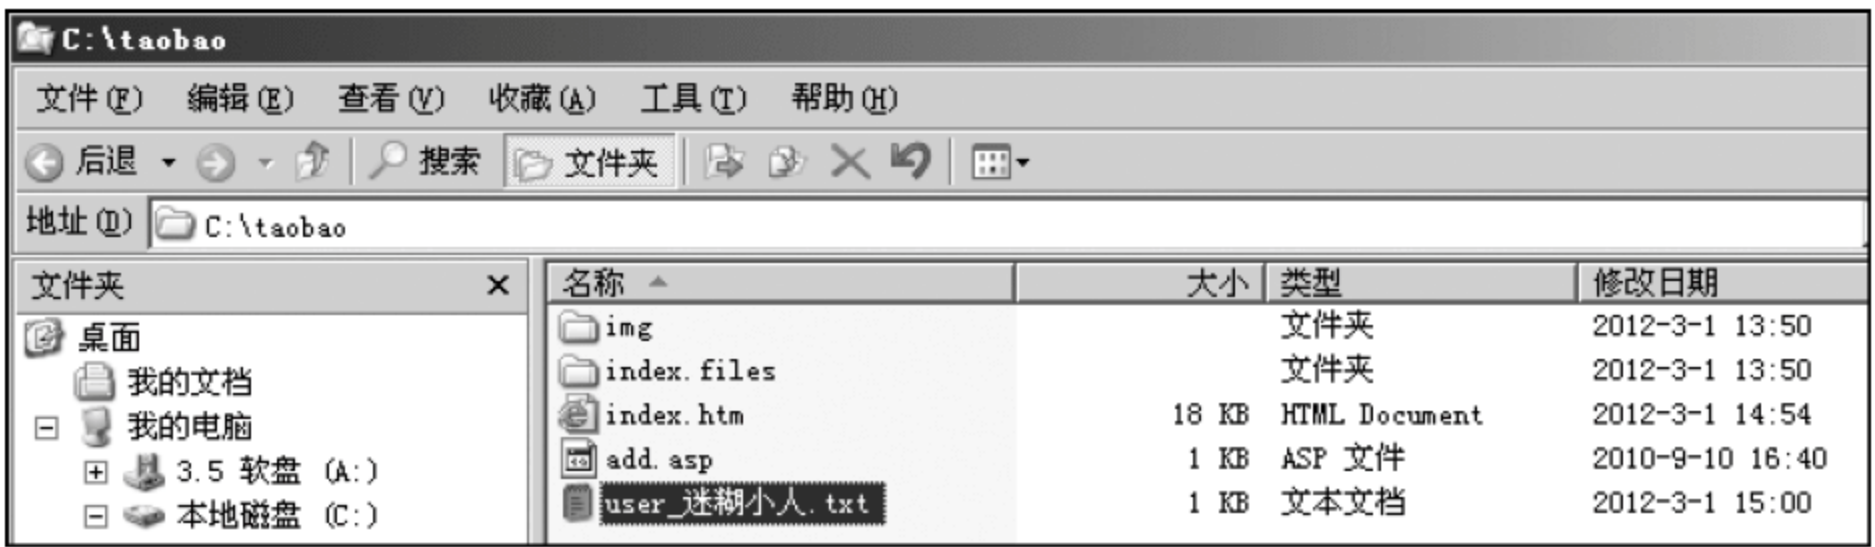 C:\taobao
文件(F) 编辑(E) 查看(V) 收藏(A) 工具(T) 帮助(H)
后退 搜索 文件夹
地址(D) C:\taobao
文件夹 名称 大小 类型 修改日期
桌面
我的文档
我的电脑
3.5 软盘 (A:)
本地磁盘 (C:)
img 文件夹 2012-3-1 13:50
index.files 文件夹 2012-3-1 13:50
index.htm 18 KB HTML Document 2012-3-1 14:54
add.asp 1 KB ASP 文件 2010-9-10 16:40
user_迷糊小人.txt 1 KB 文本文档 2012-3-1 15:00